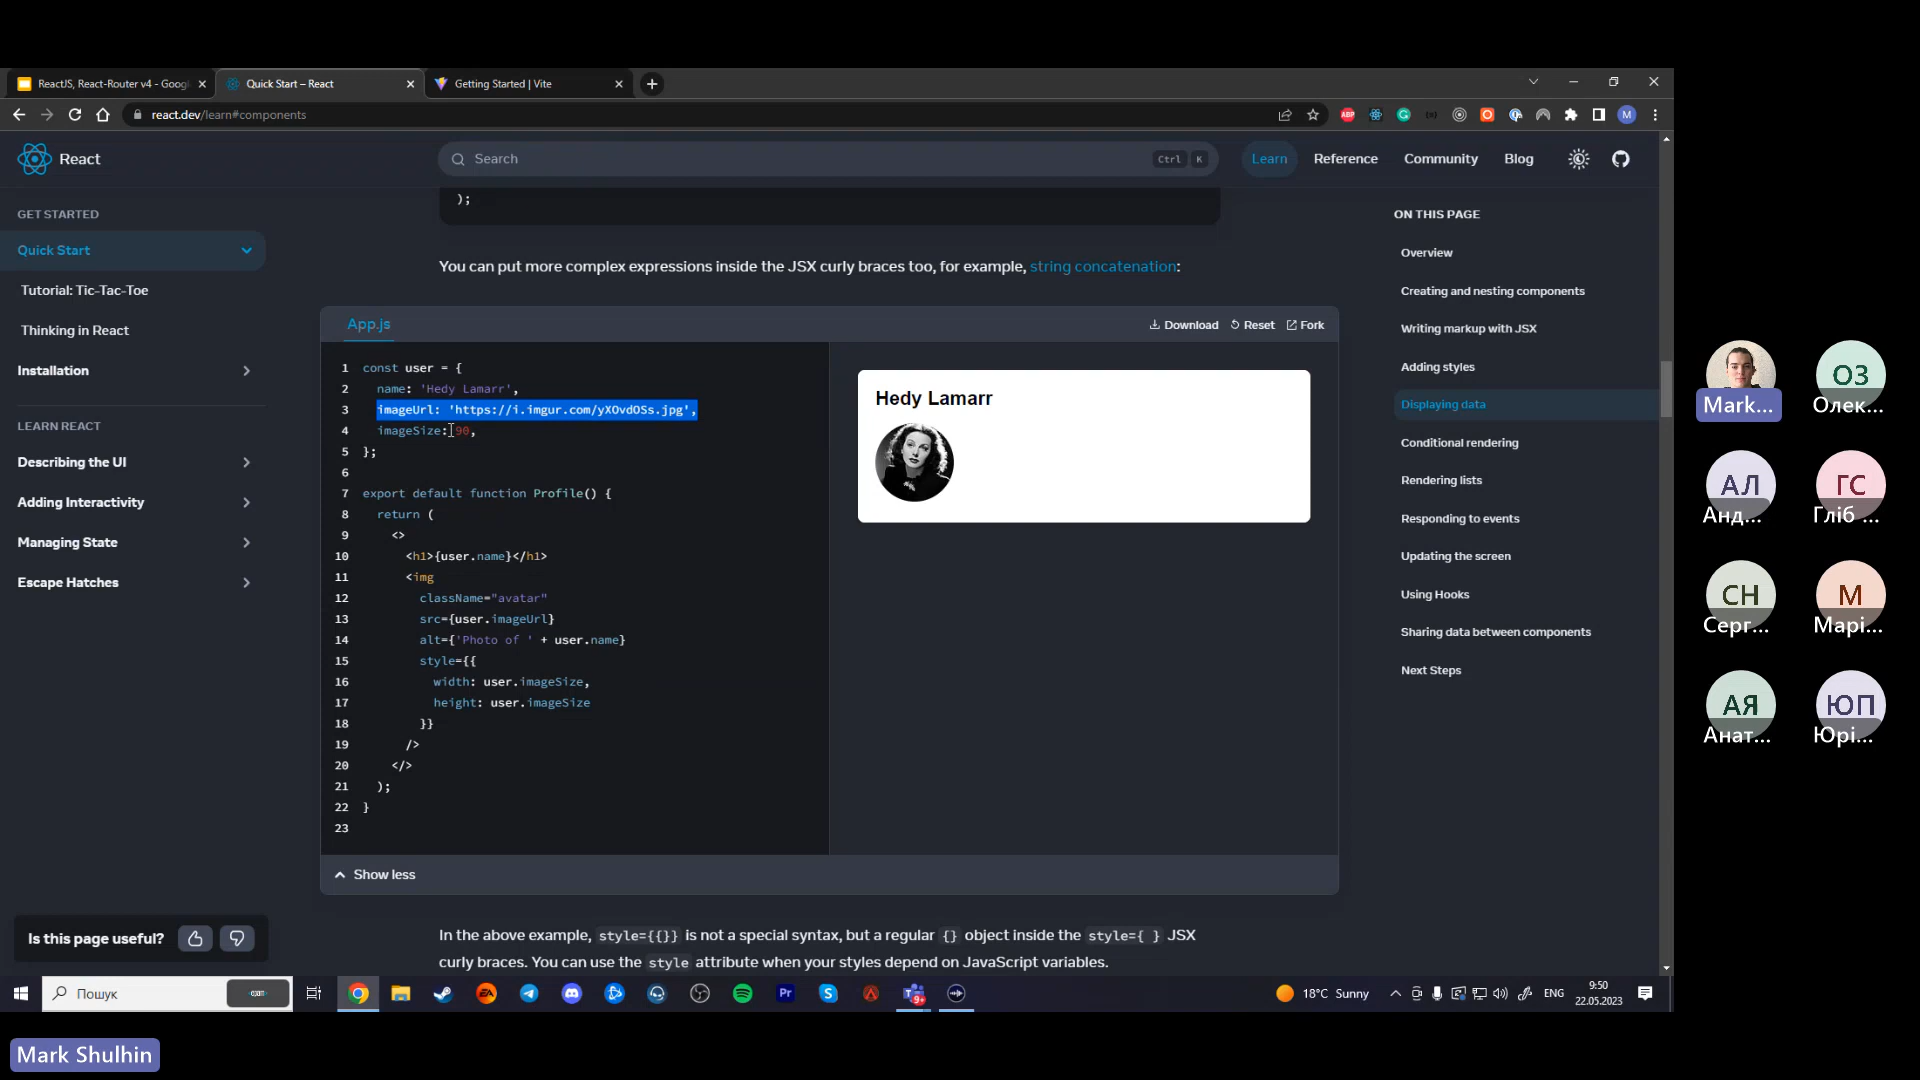 ReactJS, React-Router v4 - Goog
Quick Start – React
Getting Started | Vite
react.dev/learn#components
ABP
M
React
Search
Ctrl K
Learn
Reference
Community
Blog
GET STARTED
Quick Start
Tutorial: Tic-Tac-Toe
Thinking in React
Installation
LEARN REACT
Describing the UI
Adding Interactivity
Managing State
Escape Hatches
Is this page useful?
);
You can put more complex expressions inside the JSX curly braces too, for example, string concatenation:
App.js
Download
Reset
Fork
1 const user = {
2 name: 'Hedy Lamarr',
3 imageUrl: 'https://i.imgur.com/yXOvdOSs.jpg',
4 imageSize: 90,
5 };
6
7 export default function Profile() {
8 return (
9 <>
10 <h1>{user.name}</h1>
11 <img
12 className="avatar"
13 src={user.imageUrl}
14 alt={'Photo of ' + user.name}
15 style={{
16 width: user.imageSize,
17 height: user.imageSize
18 }}
19 />
20 </>
21 );
22 }
23
Hedy Lamarr
Show less
In the above example, style={{}} is not a special syntax, but a regular {} object inside the style={ } JSX
curly braces. You can use the style attribute when your styles depend on JavaScript variables.
ON THIS PAGE
Overview
Creating and nesting components
Writing markup with JSX
Adding styles
Displaying data
Conditional rendering
Rendering lists
Responding to events
Updating the screen
Using Hooks
Sharing data between components
Next Steps
Mark...
ОЗ
Олек...
АЛ
Анд...
ГС
Гліб ...
СН
Серг...
М
Марі...
АЯ
Анат...
ЮП
Юрі...
Пошук
EA
Pr
9+
18°C Sunny
ENG
9:50
22.05.2023
Mark Shulhin